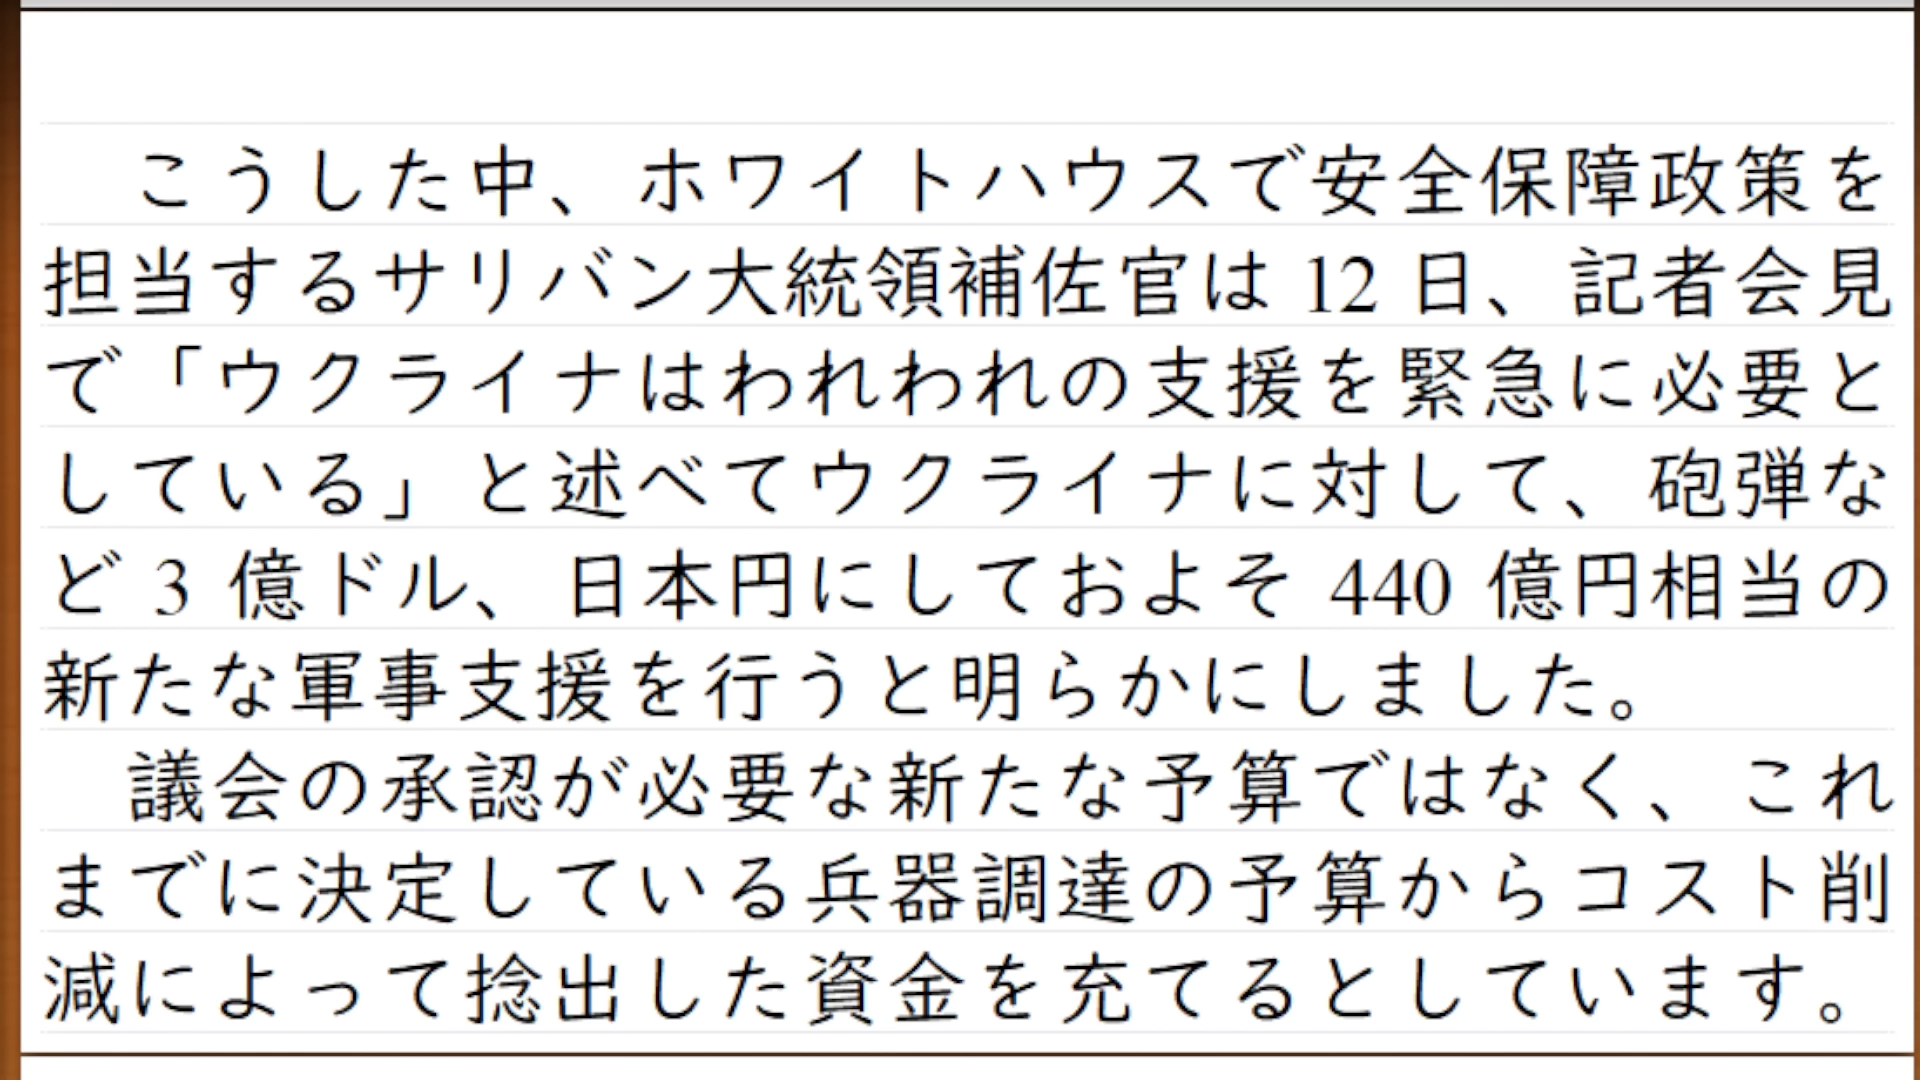 こうした中、ホワイトハウスで安全保障政策を
担当するサリバン大統領補佐官は 12 日、記者会見
で「ウクライナはわれわれの支援を緊急に必要と
している」と述べてウクライナに対して、砲弾な
ど 3 億ドル、日本円にしておよそ 440 億円相当の
新たな軍事支援を行うと明らかにしました。
議会の承認が必要な新たな予算ではなく、これ
までに決定している兵器調達の予算からコスト削
減によって捻出した資金を充てるとしています。